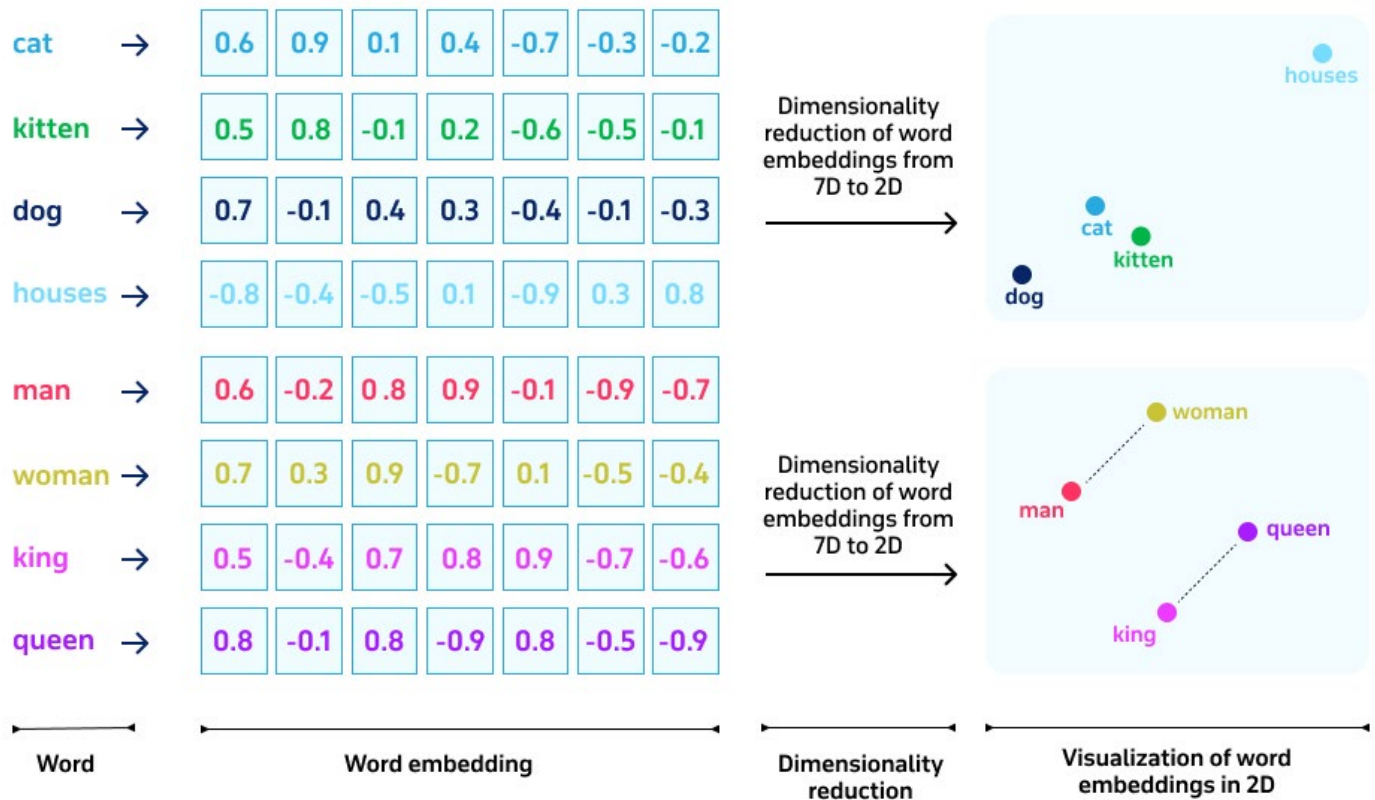 cat → 0.6 0.9 0.1 0.4 -0.7 -0.3 -0.2
kitten → 0.5 0.8 -0.1 0.2 -0.6 -0.5 -0.1
dog → 0.7 -0.1 0.4 0.3 -0.4 -0.1 -0.3
houses → -0.8 -0.4 -0.5 0.1 -0.9 0.3 0.8
man → 0.6 -0.2 0.8 0.9 -0.1 -0.9 -0.7
woman → 0.7 0.3 0.9 -0.7 0.1 -0.5 -0.4
king → 0.5 -0.4 0.7 0.8 0.9 -0.7 -0.6
queen → 0.8 -0.1 0.8 -0.9 0.8 -0.5 -0.9
Dimensionality
reduction of word
embeddings from
7D to 2D
houses
cat
kitten
dog
Dimensionality
reduction of word
embeddings from
7D to 2D
woman
man
queen
king
Word
Word embedding
Dimensionality
reduction
Visualization of word
embeddings in 2D